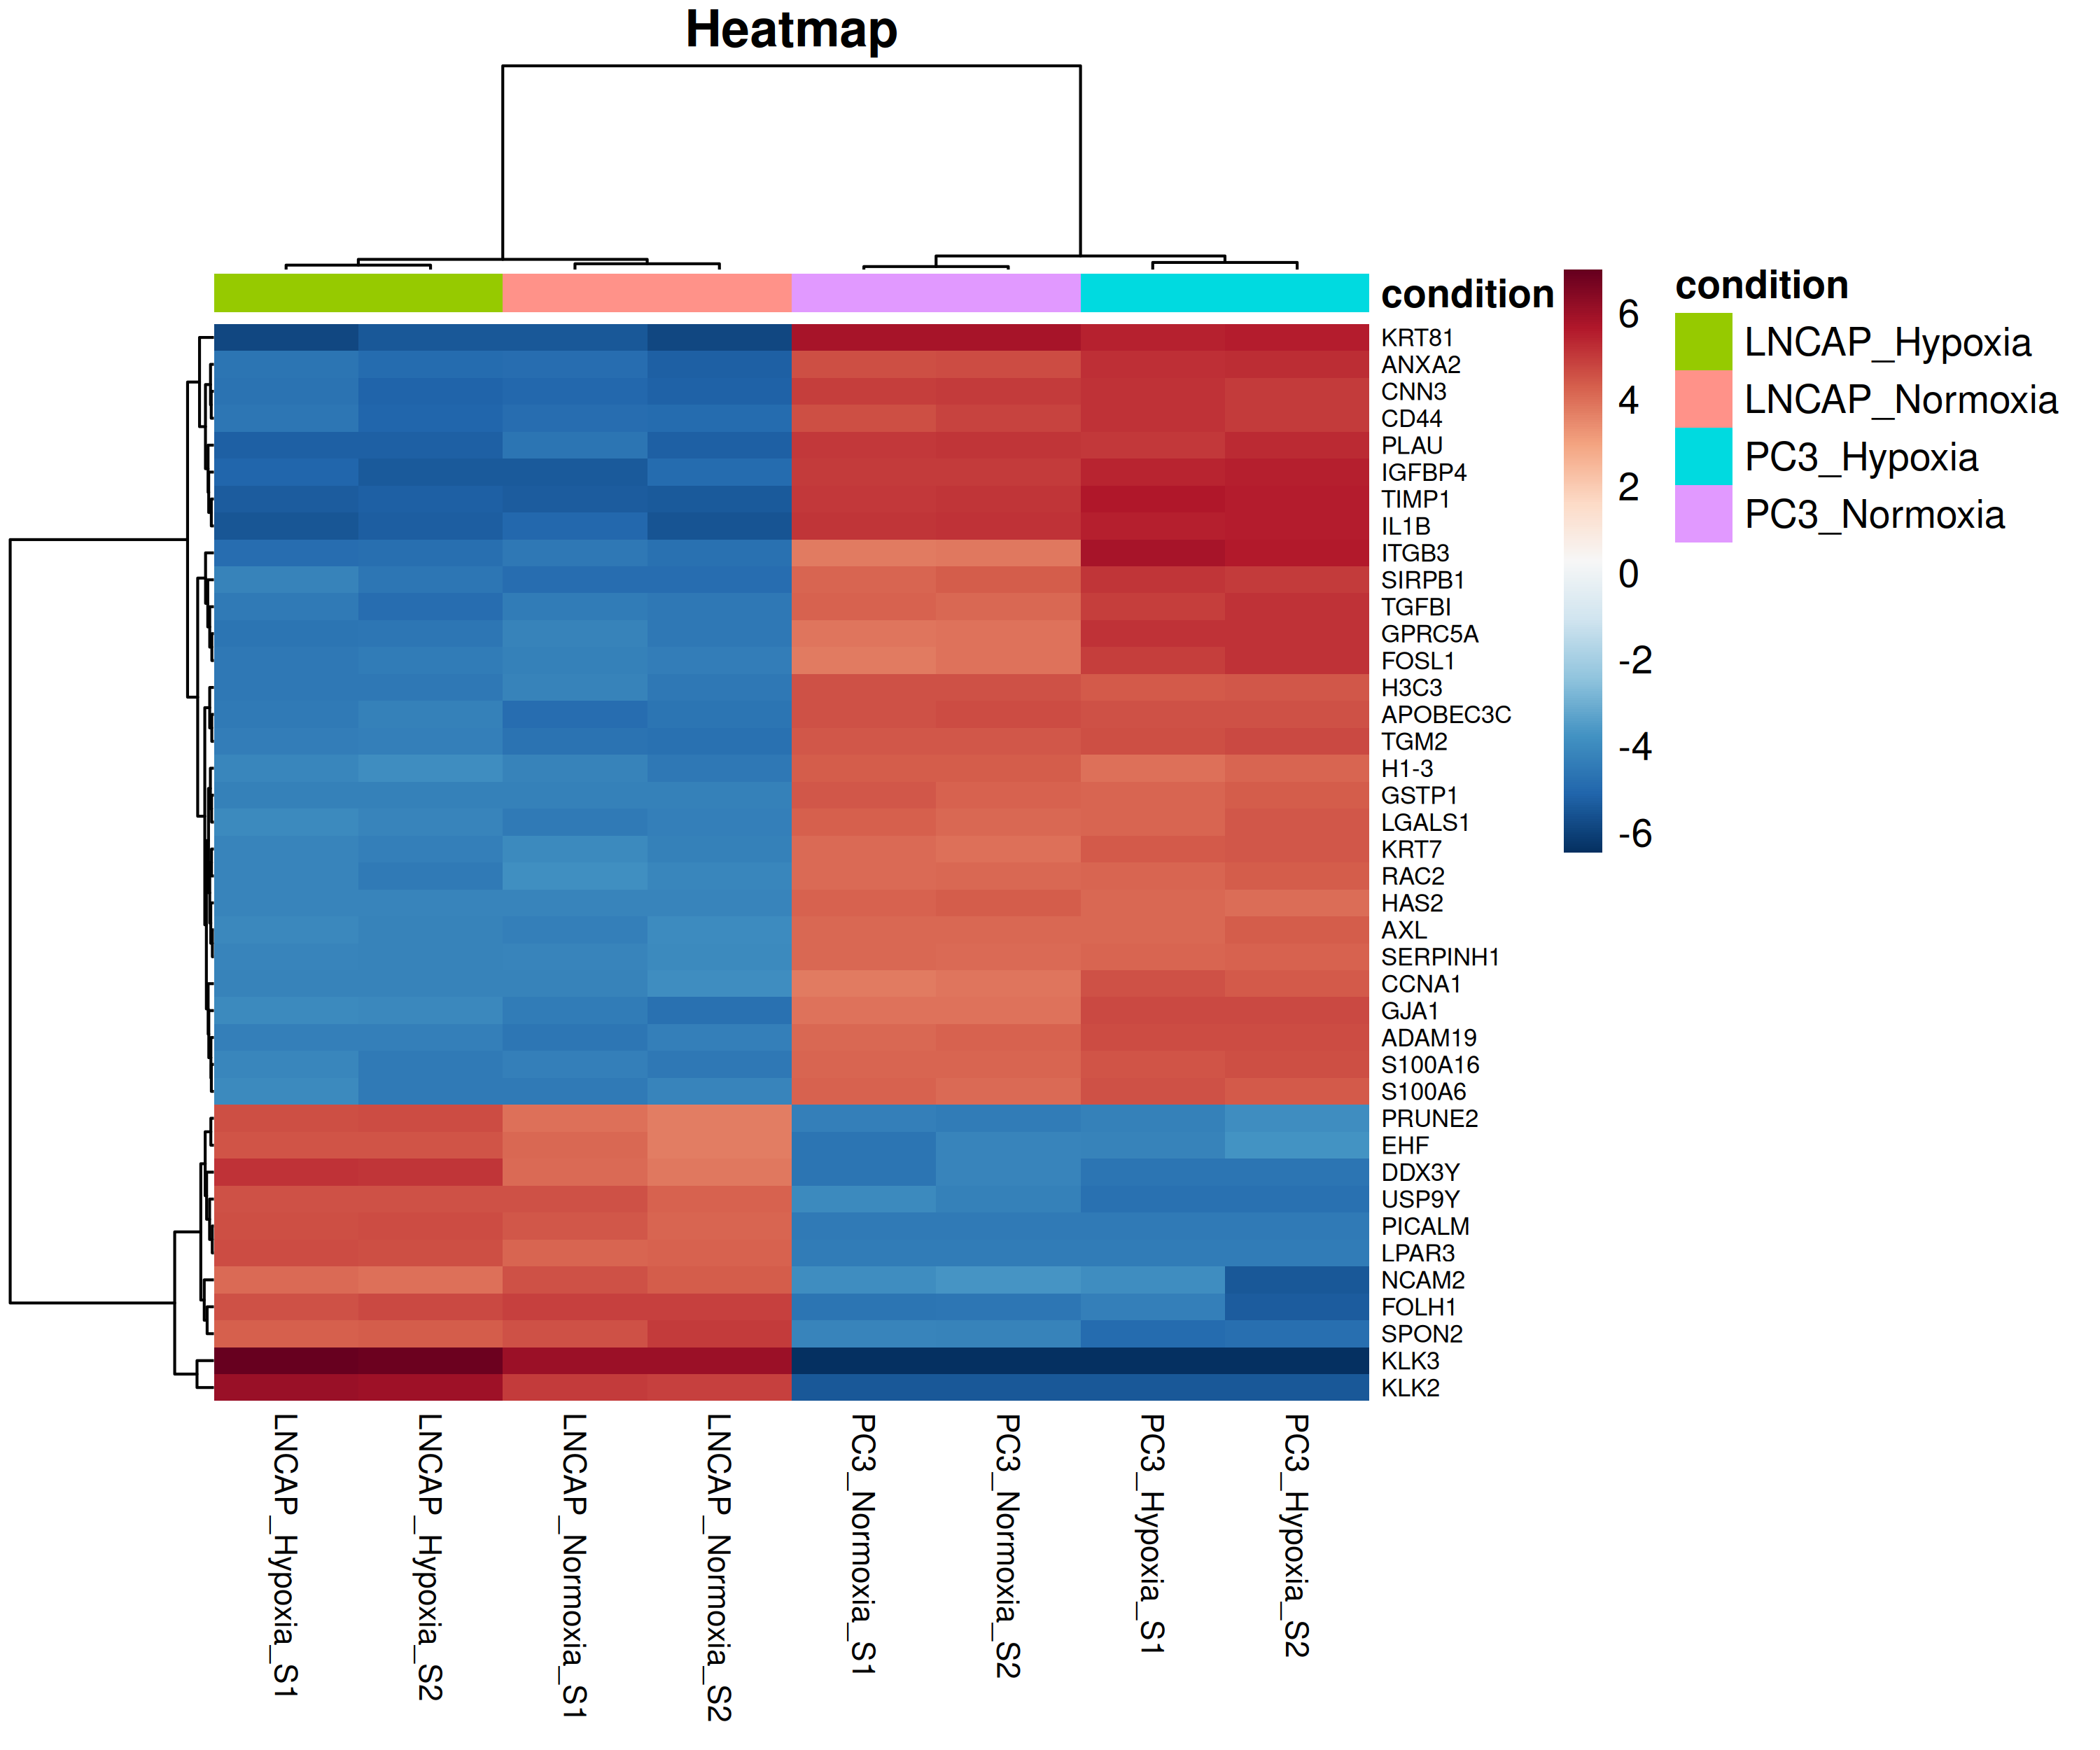 Heatmap
condition
KRT81
ANXA2
CNN3
CD44
PLAU
IGFBP4
TIMP1
IL1B
ITGB3
SIRPB1
TGFBI
GPRC5A
FOSL1
H3C3
APOBEC3C
TGM2
H1-3
GSTP1
LGALS1
KRT7
RAC2
HAS2
AXL
SERPINH1
CCNA1
GJA1
ADAM19
S100A16
S100A6
PRUNE2
EHF
DDX3Y
USP9Y
PICALM
LPAR3
NCAM2
FOLH1
SPON2
KLK3
KLK2
6
4
2
0
-2
-4
-6
condition
LNCAP_Hypoxia
LNCAP_Normoxia
PC3_Hypoxia
PC3_Normoxia
LNCAP_Hypoxia_S1
LNCAP_Hypoxia_S2
LNCAP_Normoxia_S1
LNCAP_Normoxia_S2
PC3_Normoxia_S1
PC3_Normoxia_S2
PC3_Hypoxia_S1
PC3_Hypoxia_S2